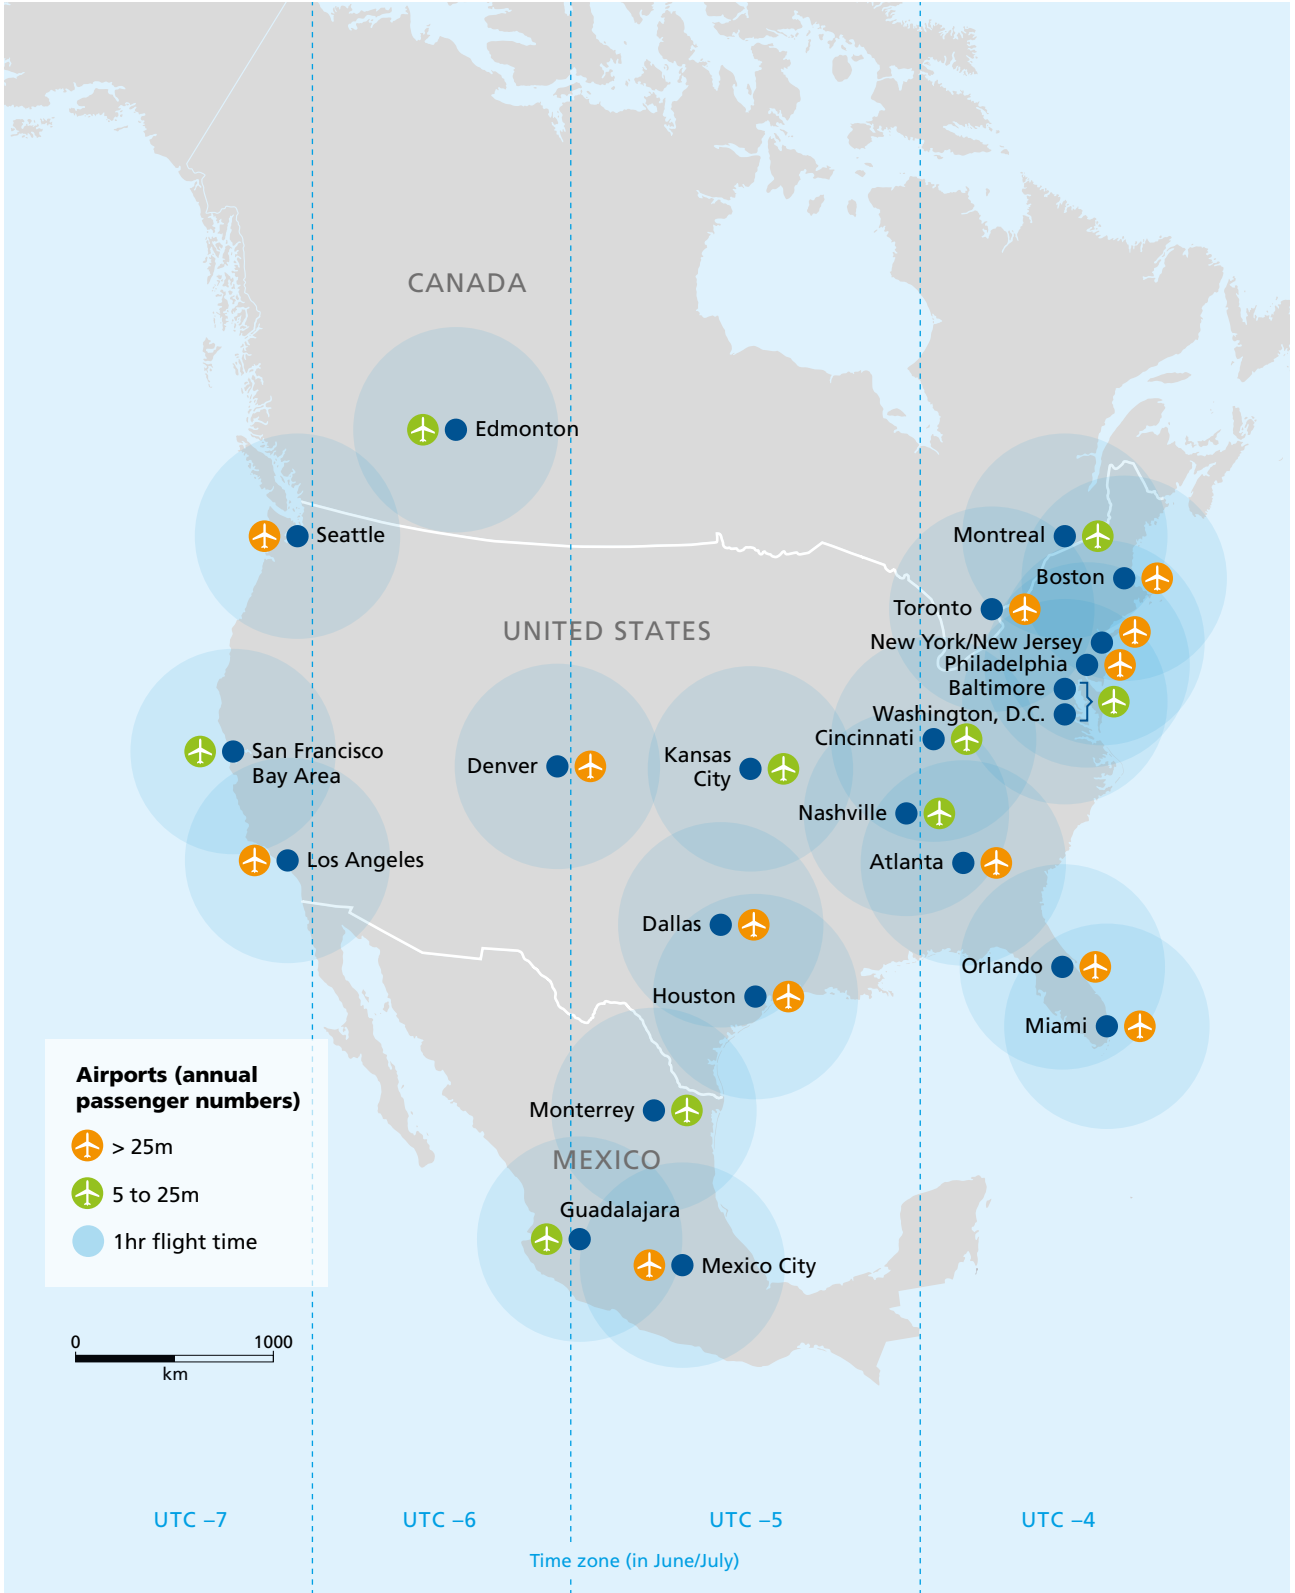 CANADA
Edmonton
Seattle
Montreal
Boston
Toronto
UNITED STATES
New York/New Jersey
Philadelphia
Baltimore
Washington, D.C.
Cincinnati
San Francisco
Bay Area
Denver
Kansas
City
Nashville
Los Angeles
Atlanta
Dallas
Orlando
Houston
Miami
Airports (annual
passenger numbers)
> 25m
5 to 25m
1hr flight time
Monterrey
MEXICO
Guadalajara
Mexico City
0 1000
km
UTC –7
UTC –6
UTC –5
UTC –4
Time zone (in June/July)